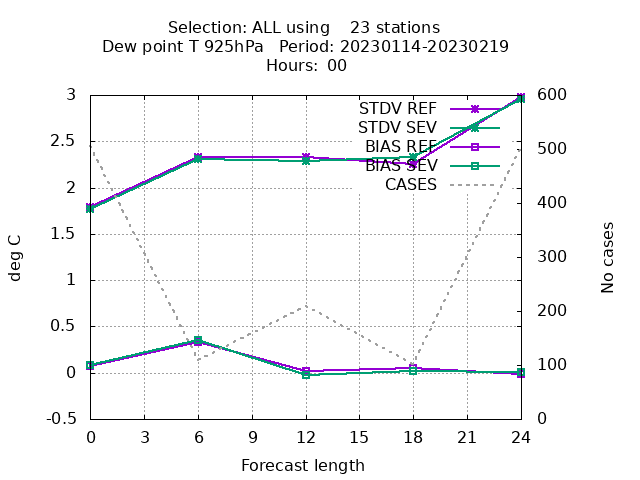 Selection: ALL using 23 stations
Dew point T 925hPa Period: 20230114-20230219
Hours: 00
STDV REF
STDV SEV
BIAS REF
BIAS SEV
CASES
3
2.5
2
1.5
1
0.5
0
-0.5
deg C
600
500
400
300
200
100
0
No cases
0 3 6 9 12 15 18 21 24
Forecast length